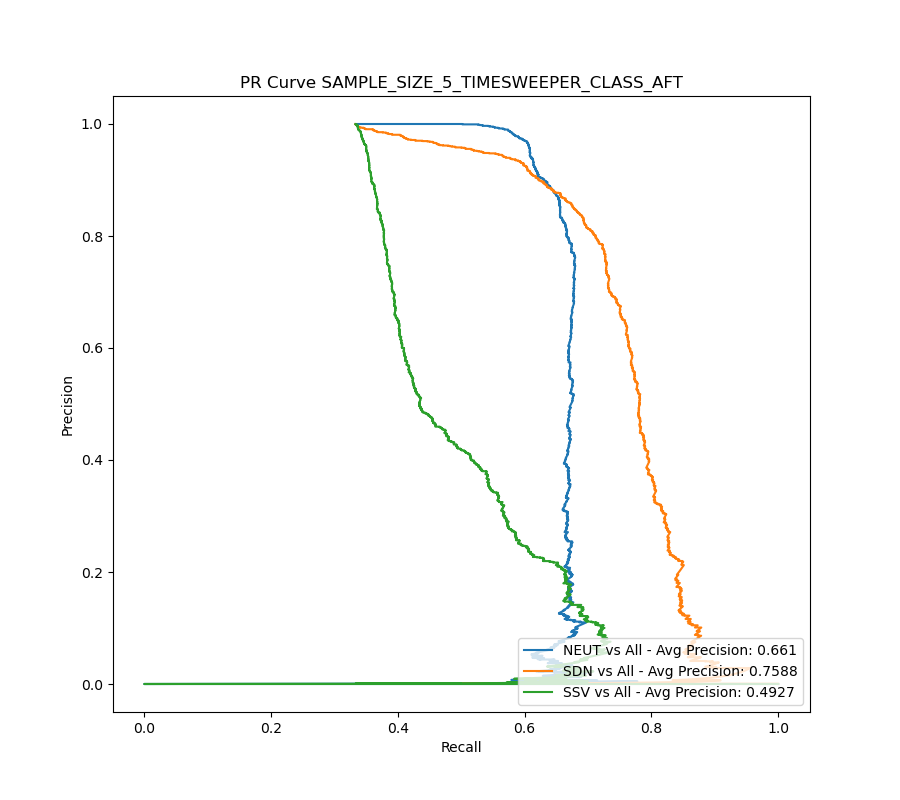 PR Curve SAMPLE_SIZE_5_TIMESWEEPER_CLASS_AFT
1.0
0.8
0.6
0.4
0.2
0.0
Precision
NEUT vs All - Avg Precision: 0.661
SDN vs All - Avg Precision: 0.7588
SSV vs All - Avg Precision: 0.4927
0.0 0.2 0.4 0.6 0.8 1.0
Recall